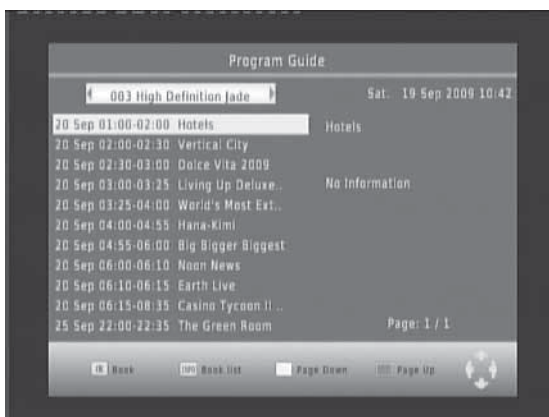 Program Guide
003 High Definition Jade
Sat. 19 Sep 2009 10:42
20 Sep 01:00-02:00 Hotels
Hotels
20 Sep 02:00-02:30 Vertical City
20 Sep 02:30-03:00 Dolce Vita 2009
20 Sep 03:00-03:25 Living Up Deluxe..
No Information
20 Sep 03:25-04:00 World's Most Ext..
20 Sep 04:00-04:55 Hana-Kimi
20 Sep 04:55-06:00 Big Bigger Biggest
20 Sep 06:00-06:10 Noon News
20 Sep 06:10-06:15 Earth Live
20 Sep 06:15-08:35 Casino Tycoon II ..
25 Sep 22:00-22:35 The Green Room
Page: 1 / 1
OK Book INFO Book list Page Down Page Up